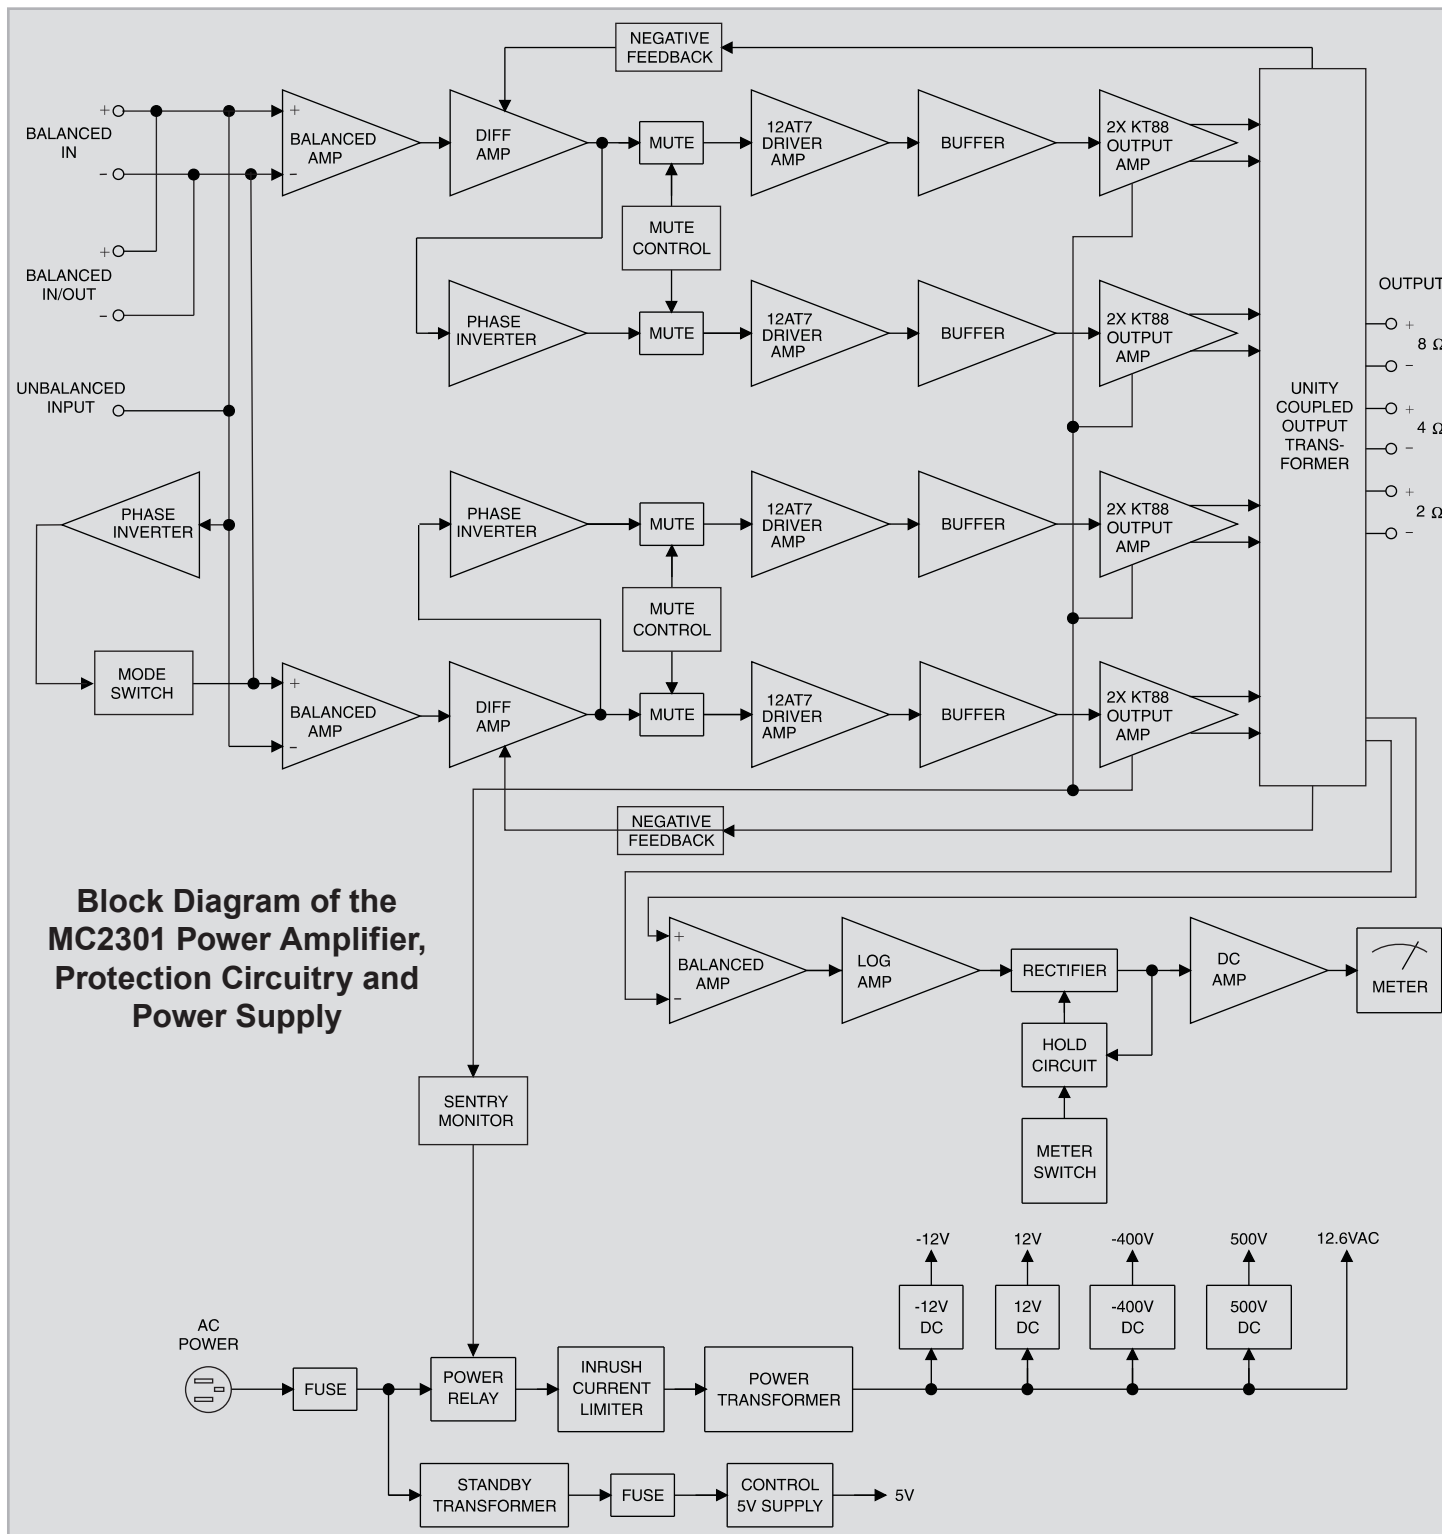 NEGATIVE
FEEDBACK
+
BALANCED
IN
-
+
BALANCED
AMP
-
DIFF
AMP
MUTE
12AT7
DRIVER
AMP
BUFFER
2X KT88
OUTPUT
AMP
MUTE
CONTROL
+
BALANCED
IN/OUT
-
PHASE
INVERTER
MUTE
12AT7
DRIVER
AMP
BUFFER
2X KT88
OUTPUT
AMP
UNITY
COUPLED
OUTPUT
TRANS-
FORMER
OUTPUT
+
8 Ω
-
+
4 Ω
-
+
2 Ω
-
UNBALANCED
INPUT
PHASE
INVERTER
PHASE
INVERTER
MUTE
12AT7
DRIVER
AMP
BUFFER
2X KT88
OUTPUT
AMP
MUTE
CONTROL
MODE
SWITCH
+
BALANCED
AMP
-
DIFF
AMP
MUTE
12AT7
DRIVER
AMP
BUFFER
2X KT88
OUTPUT
AMP
NEGATIVE
FEEDBACK
Block Diagram of the
MC2301 Power Amplifier,
Protection Circuitry and
Power Supply
+
BALANCED
AMP
-
LOG
AMP
RECTIFIER
DC
AMP
METER
HOLD
CIRCUIT
METER
SWITCH
SENTRY
MONITOR
-12V
12V
-400V
500V
12.6VAC
-12V
DC
12V
DC
-400V
DC
500V
DC
AC
POWER
FUSE
POWER
RELAY
INRUSH
CURRENT
LIMITER
POWER
TRANSFORMER
STANDBY
TRANSFORMER
FUSE
CONTROL
5V SUPPLY
5V